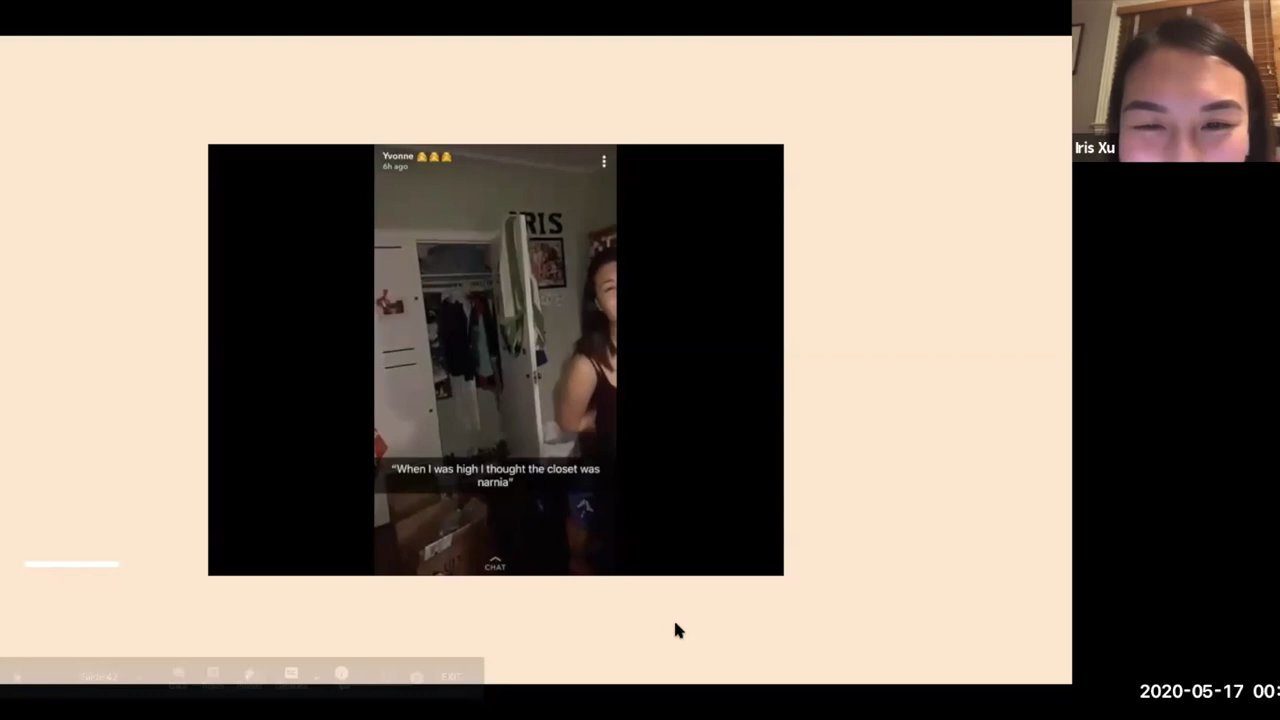 Yvonne 🙈🙈🙈
6h ago
IRIS
"When I was high I thought the closet was
narnia"
CHAT
Iris Xu
EXIT
2020-05-17 00: